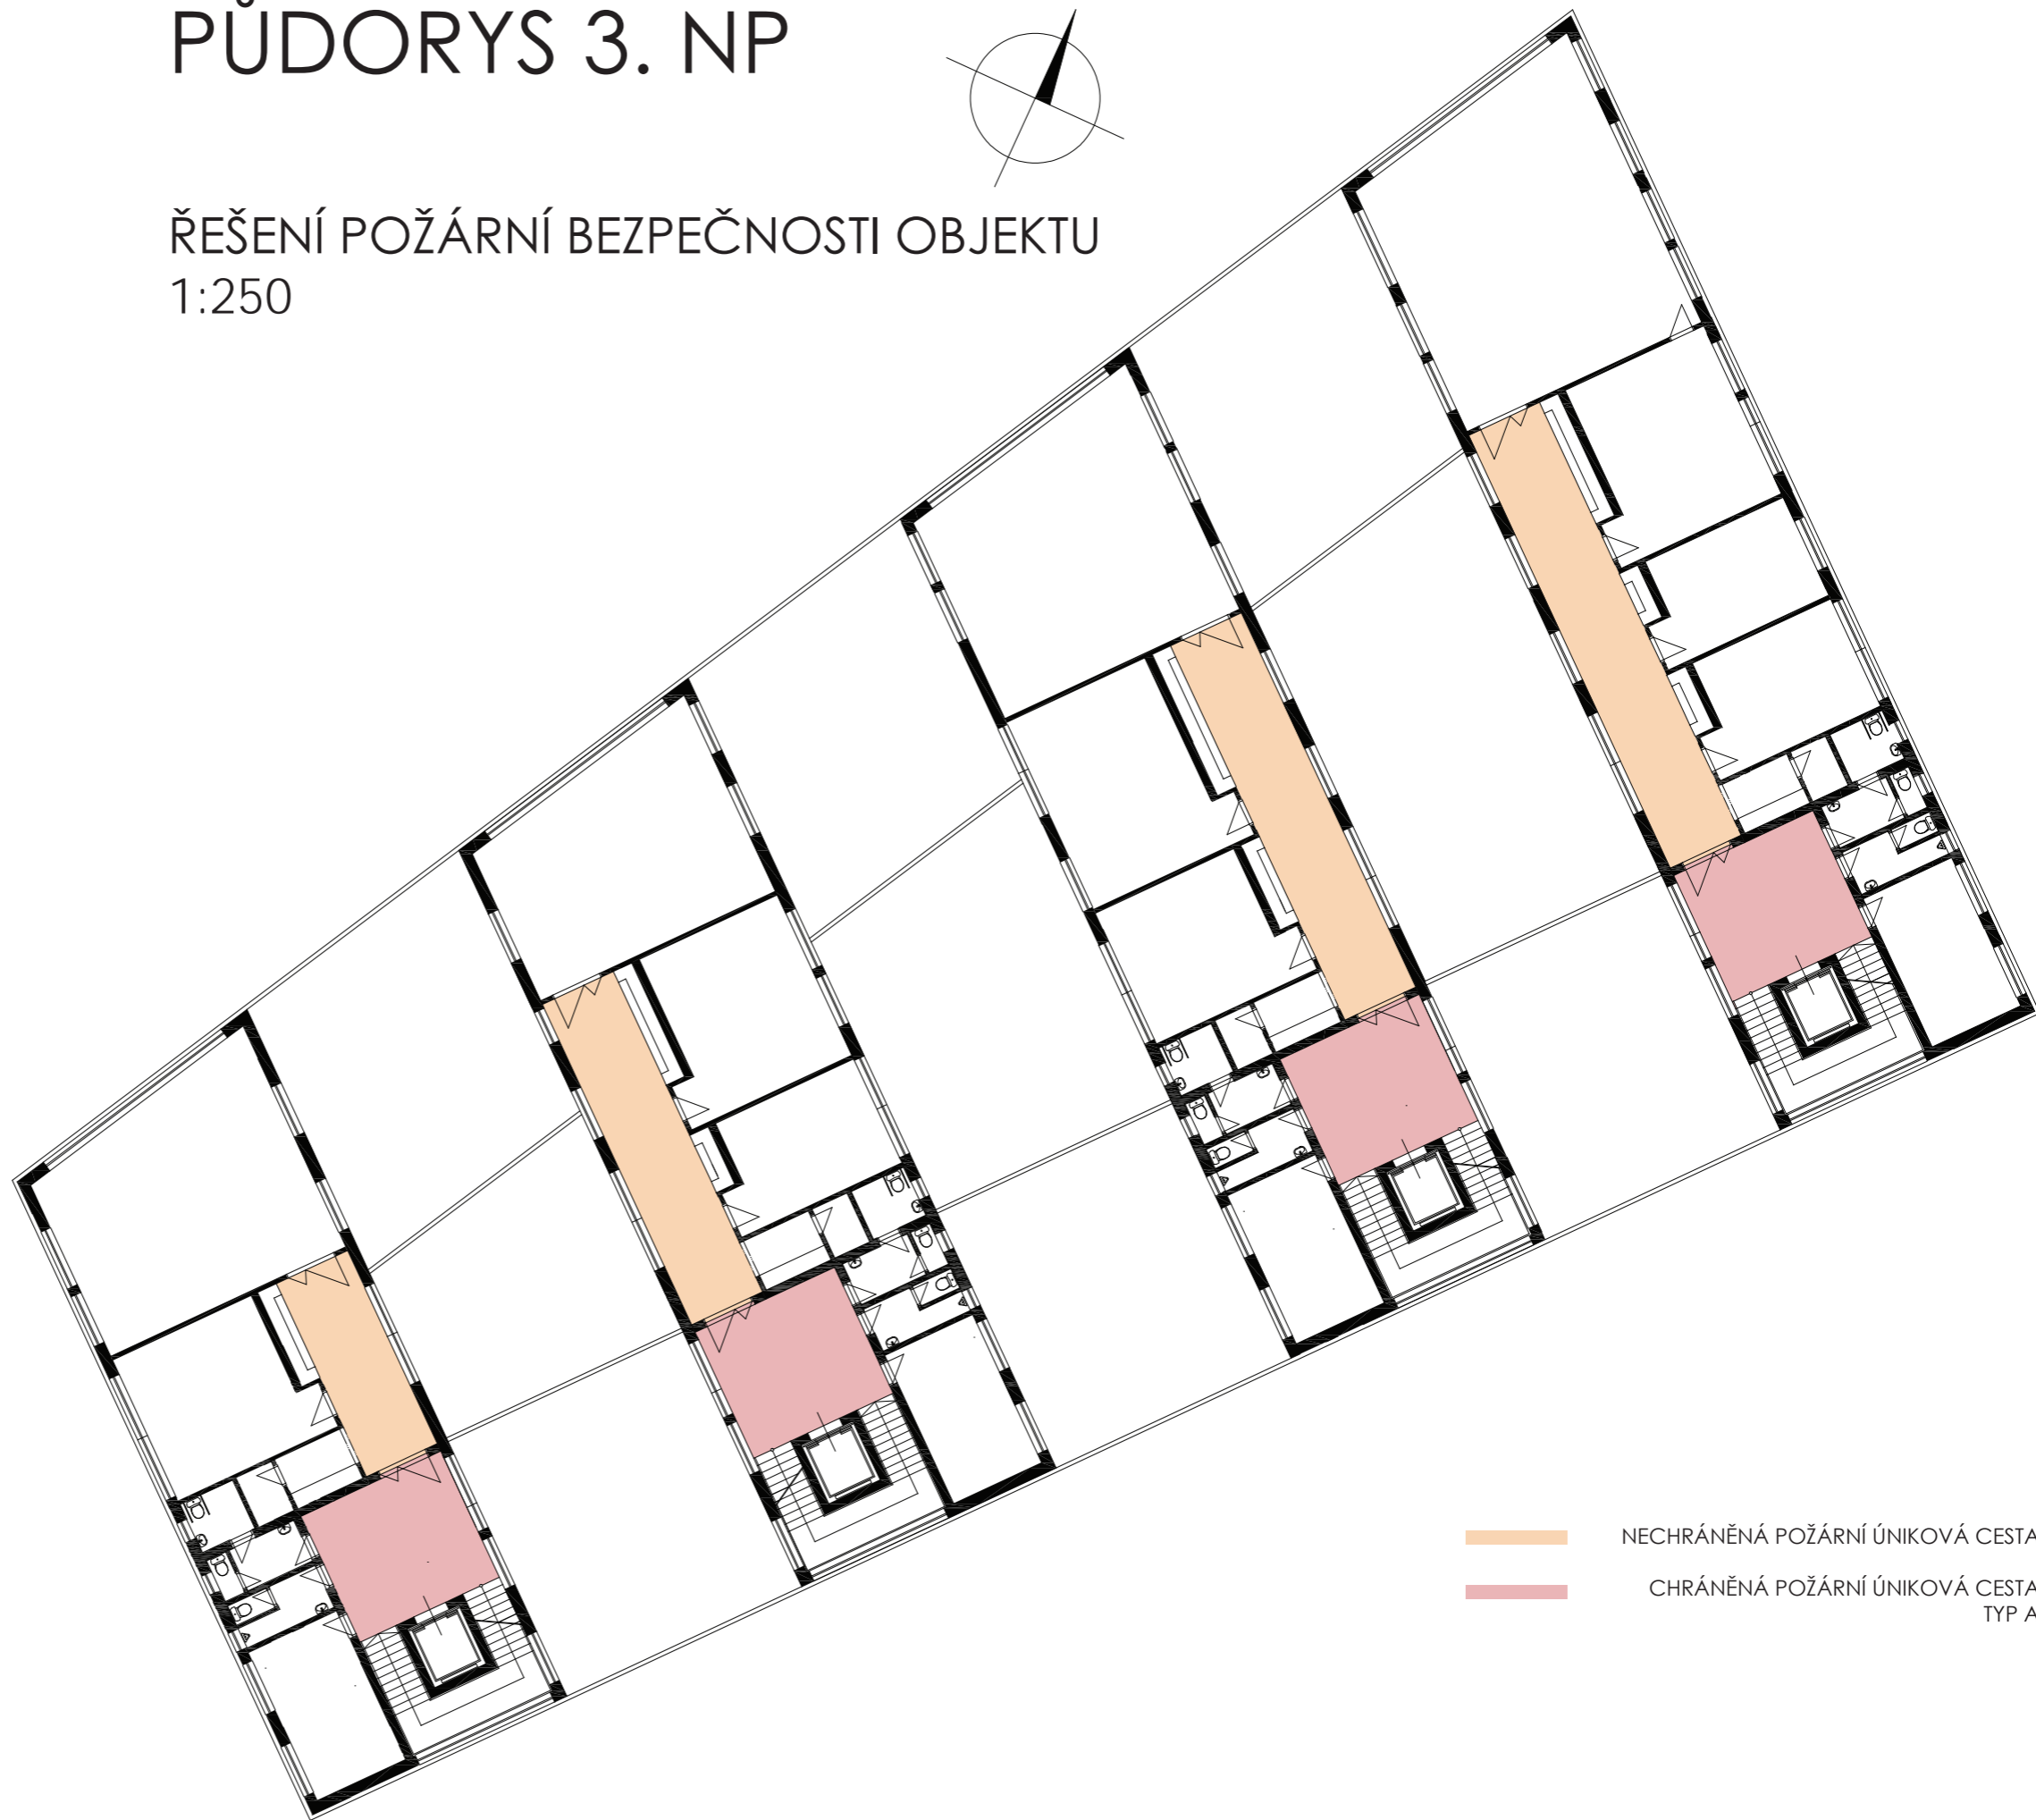 PŮDORYS 3. NP
ŘEŠENÍ POŽÁRNÍ BEZPEČNOSTI OBJEKTU
1:250
NECHRÁNĚNÁ POŽÁRNÍ ÚNIKOVÁ CESTA
CHRÁNĚNÁ POŽÁRNÍ ÚNIKOVÁ CESTA
TYP A